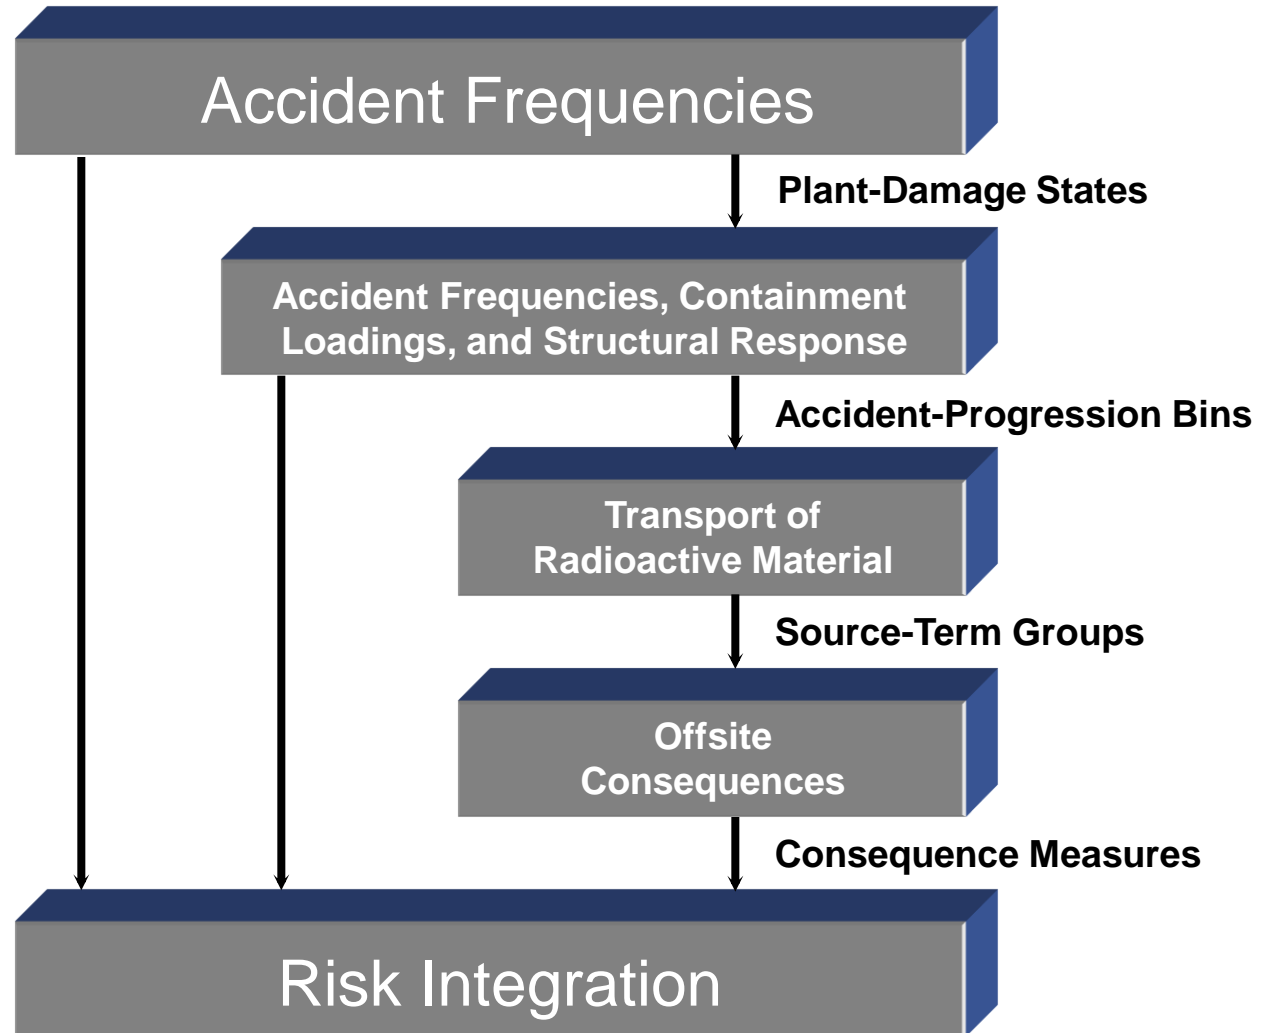 Accident Frequencies
Plant-Damage States
Accident Frequencies, Containment
Loadings, and Structural Response
Accident-Progression Bins
Transport of
Radioactive Material
Source-Term Groups
Offsite
Consequences
Consequence Measures
Risk Integration